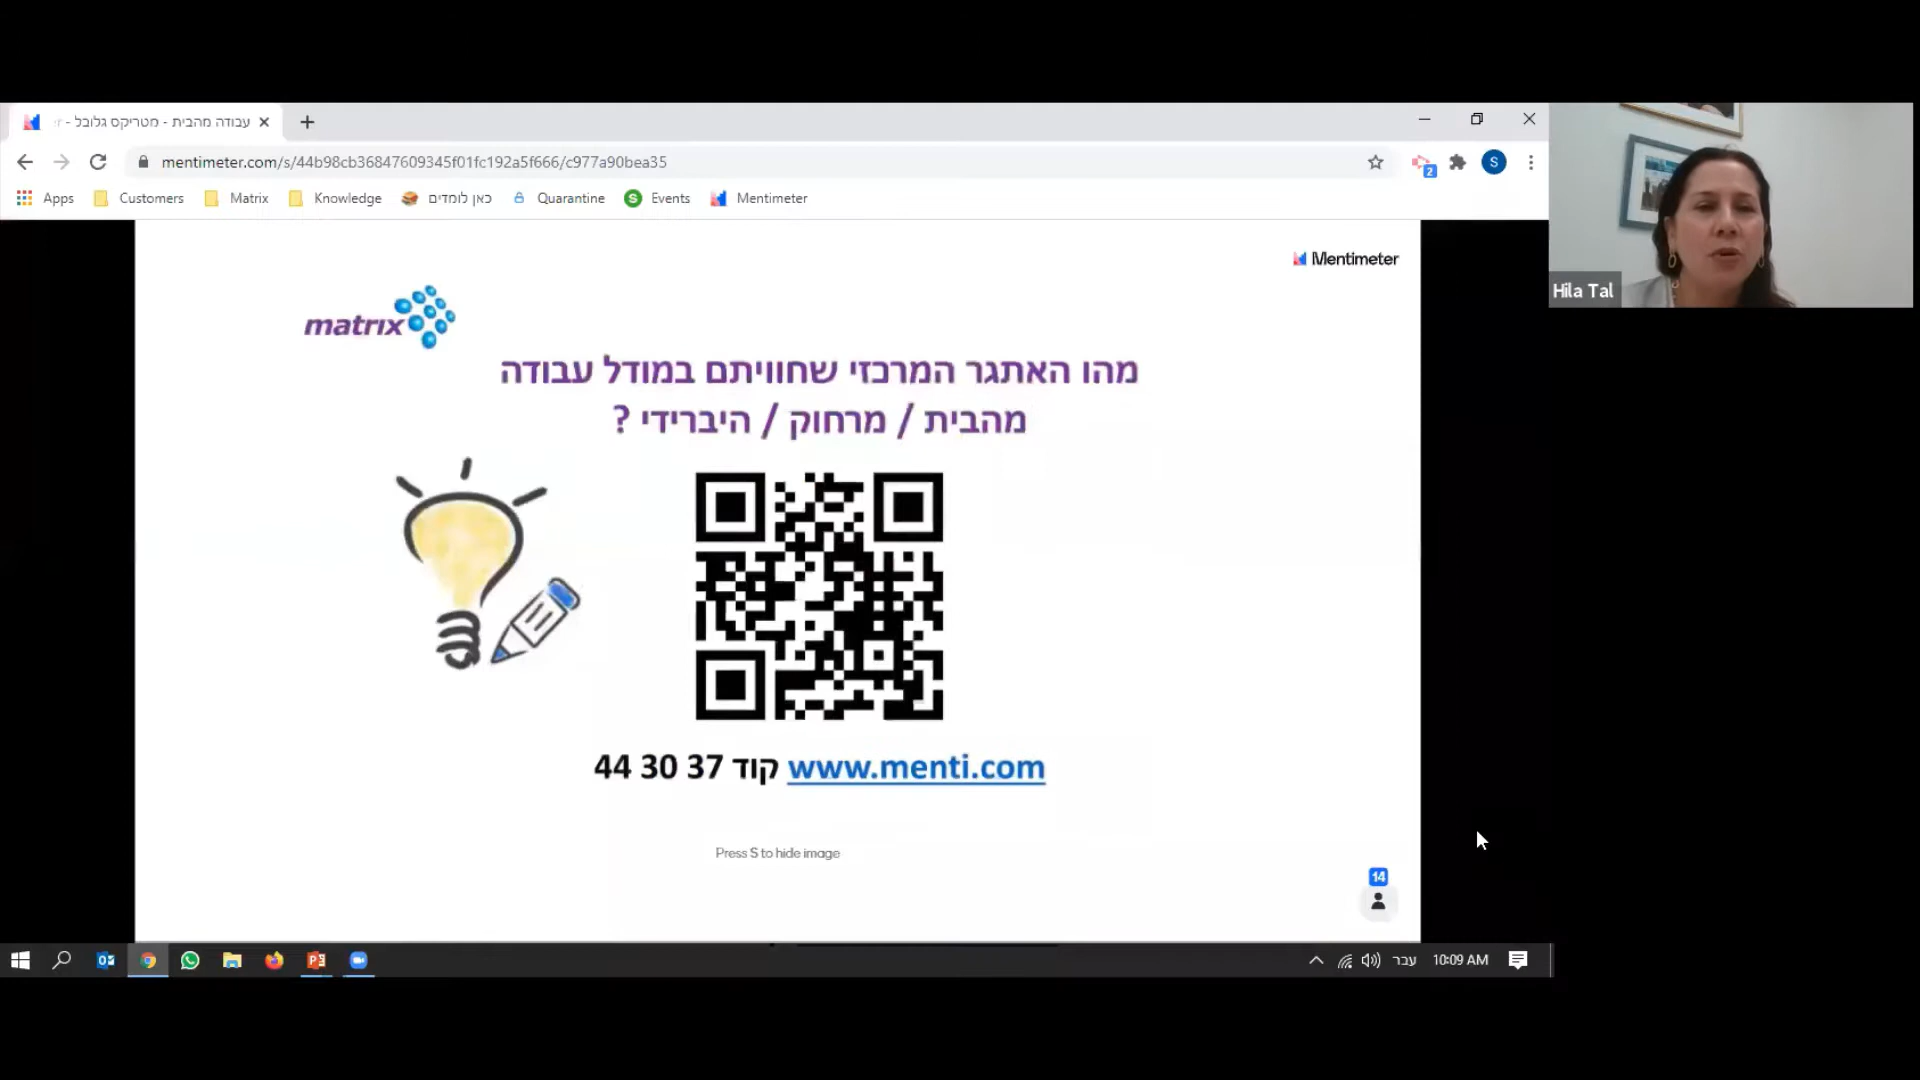 עבודה מהבית - מטריקס גלובל -
mentimeter.com/s/44b98cb36847609345f01fc192a5f666/c977a90bea35
2
S
Apps Customers Matrix Knowledge כאן לומדים Quarantine Events Mentimeter
Hila Tal
Mentimeter
matrix
מהו האתגר המרכזי שחוויתם במודל עבודה
מהבית / מרחוק / היברידי ?
www.menti.com קוד 37 30 44
Press S to hide image
14
עבר 10:09 AM